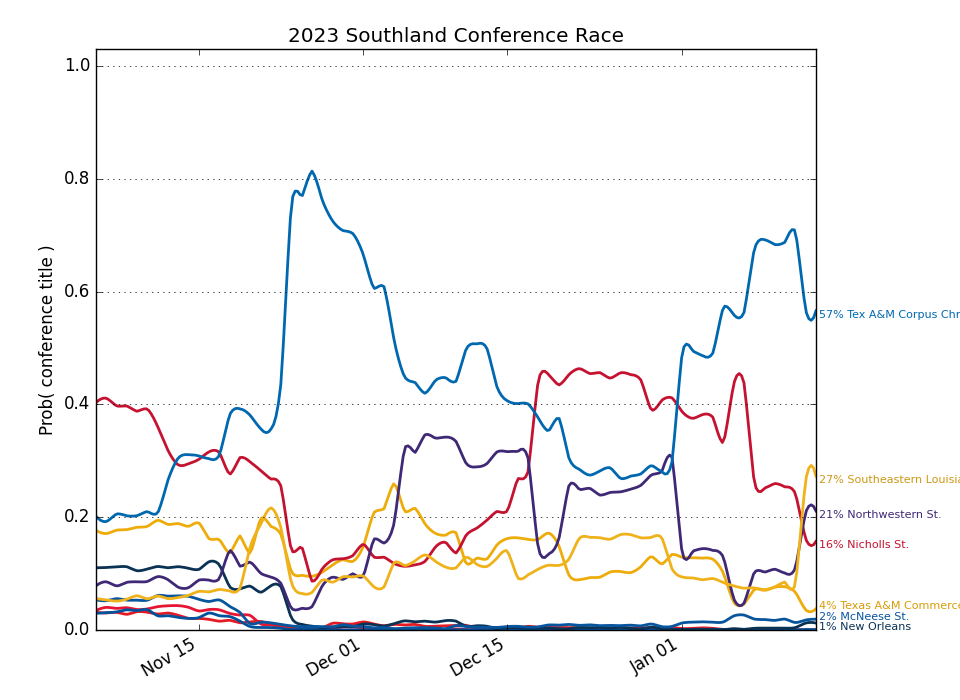 2023 Southland Conference Race
Prob( conference title )
1.0
0.8
0.6
0.4
0.2
0.0
Nov 15
Dec 01
Dec 15
Jan 01
57% Tex A&M Corpus Chr
27% Southeastern Louisia
21% Northwestern St.
16% Nicholls St.
4% Texas A&M Commerce
2% McNeese St.
1% New Orleans